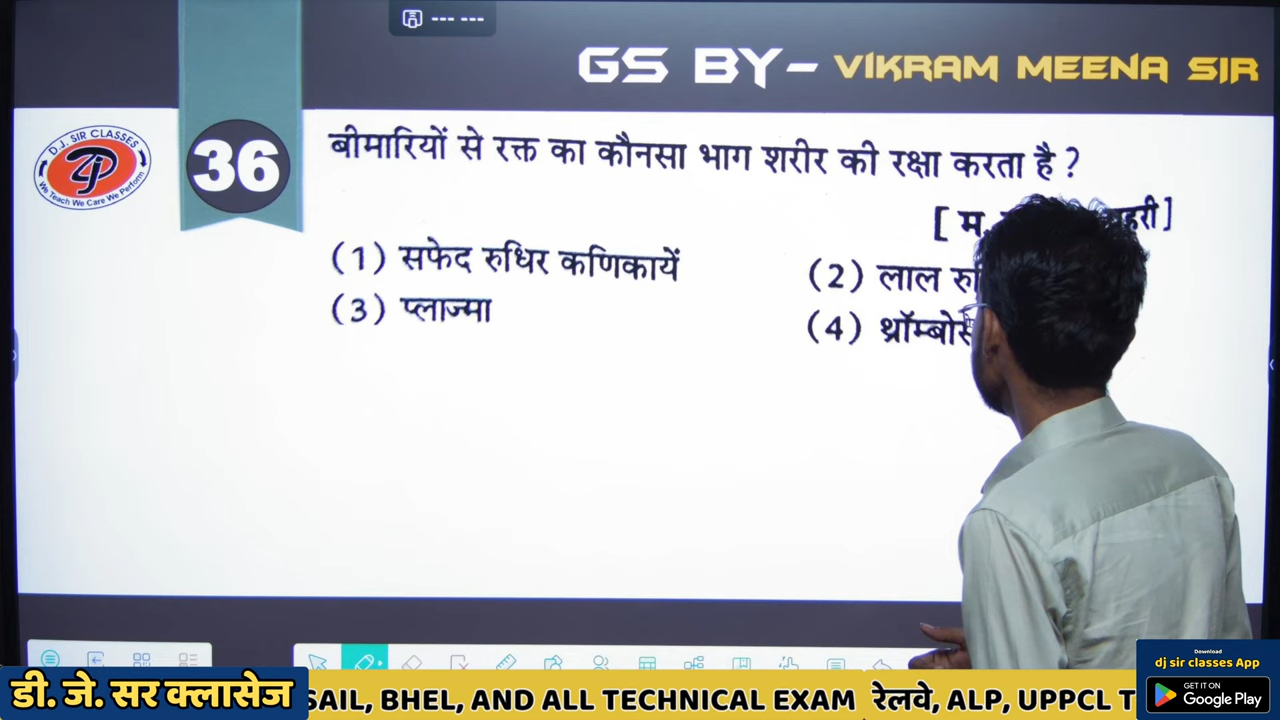 GS BY- VIKRAM MEENA SIR
D.J. SIR CLASSES
We Teach We Care We Perform
36
बीमारियों से रक्त का कौनसा भाग शरीर की रक्षा करता है ?
[ म.
]
(1) सफेद रुधिर कणिकायें
(2) लाल
(3) प्लाज्मा
(4)
डी. जे. सर क्लासेज
SAIL, BHEL, AND ALL TECHNICAL EXAM रेलवे, ALP, UPPCL T
Download
dj sir classes App
GET IT ON
Google Play